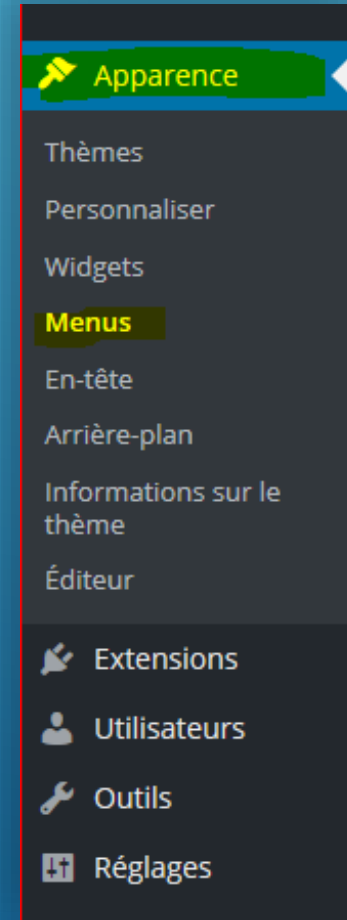 Apparence
Thèmes
Personnaliser
Widgets
Menus
En-tête
Arrière-plan
Informations sur le
thème
Éditeur
Extensions
Utilisateurs
Outils
Réglages